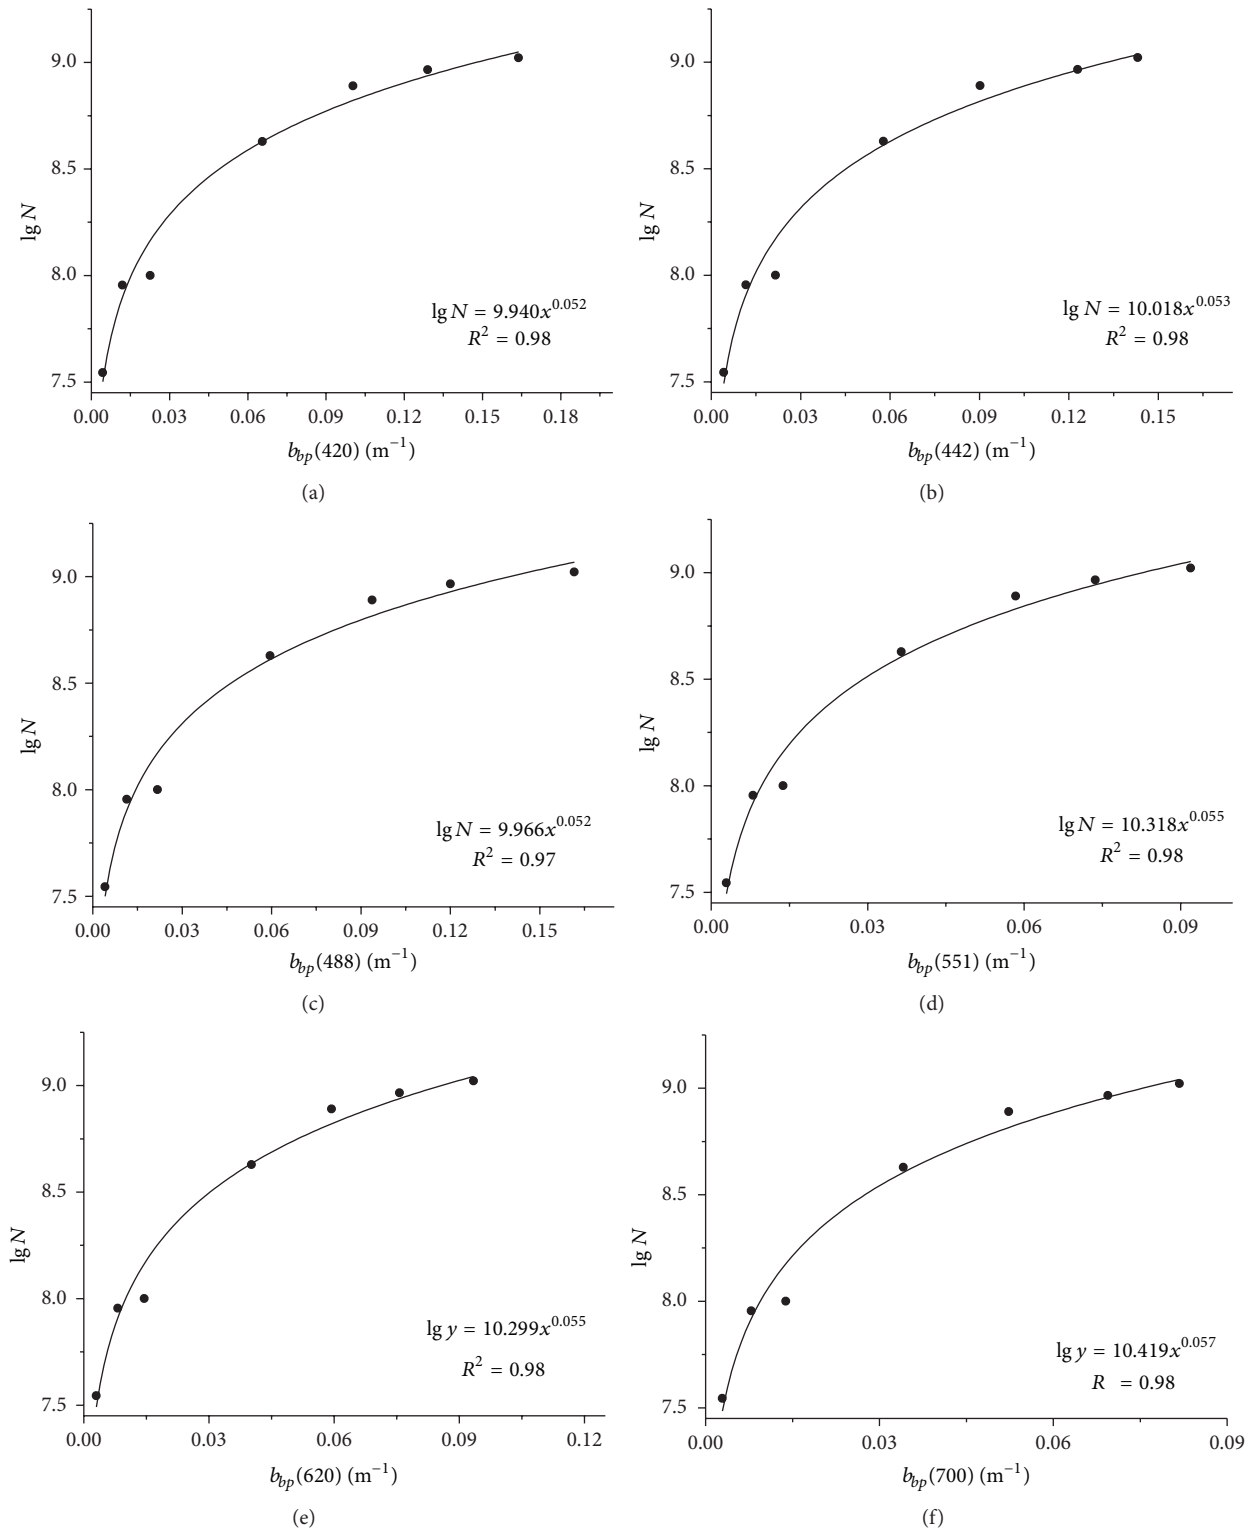 9.0
8.5
8.0
7.5
lg N
lg N = 9.940x^0.052
R^2 = 0.98
0.00 0.03 0.06 0.09 0.12 0.15 0.18
b_bp(420) (m^−1)
(a)
9.0
8.5
8.0
7.5
lg N
lg N = 10.018x^0.053
R^2 = 0.98
0.00 0.03 0.06 0.09 0.12 0.15
b_bp(442) (m^−1)
(b)
9.0
8.5
8.0
7.5
lg N
lg N = 9.966x^0.052
R^2 = 0.97
0.00 0.03 0.06 0.09 0.12 0.15
b_bp(488) (m^−1)
(c)
9.0
8.5
8.0
7.5
lg N
lg N = 10.318x^0.055
R^2 = 0.98
0.00 0.03 0.06 0.09
b_bp(551) (m^−1)
(d)
9.0
8.5
8.0
7.5
lg N
lg y = 10.299x^0.055
R^2 = 0.98
0.00 0.03 0.06 0.09 0.12
b_bp(620) (m^−1)
(e)
9.0
8.5
8.0
7.5
lg N
lg y = 10.419x^0.057
R = 0.98
0.00 0.03 0.06 0.09
b_bp(700) (m^−1)
(f)